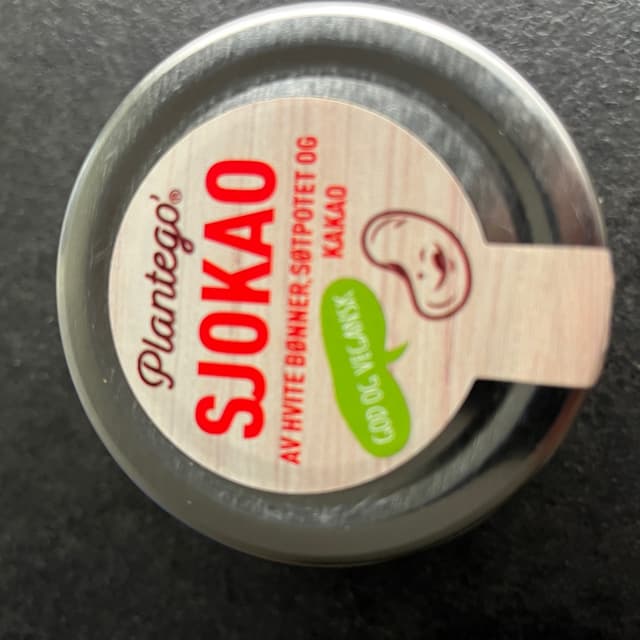 Plantego'®
SJOKAO
AV HVITE BØNNER, SØTPOTET OG
KAKAO
GOD OG VEGANSK